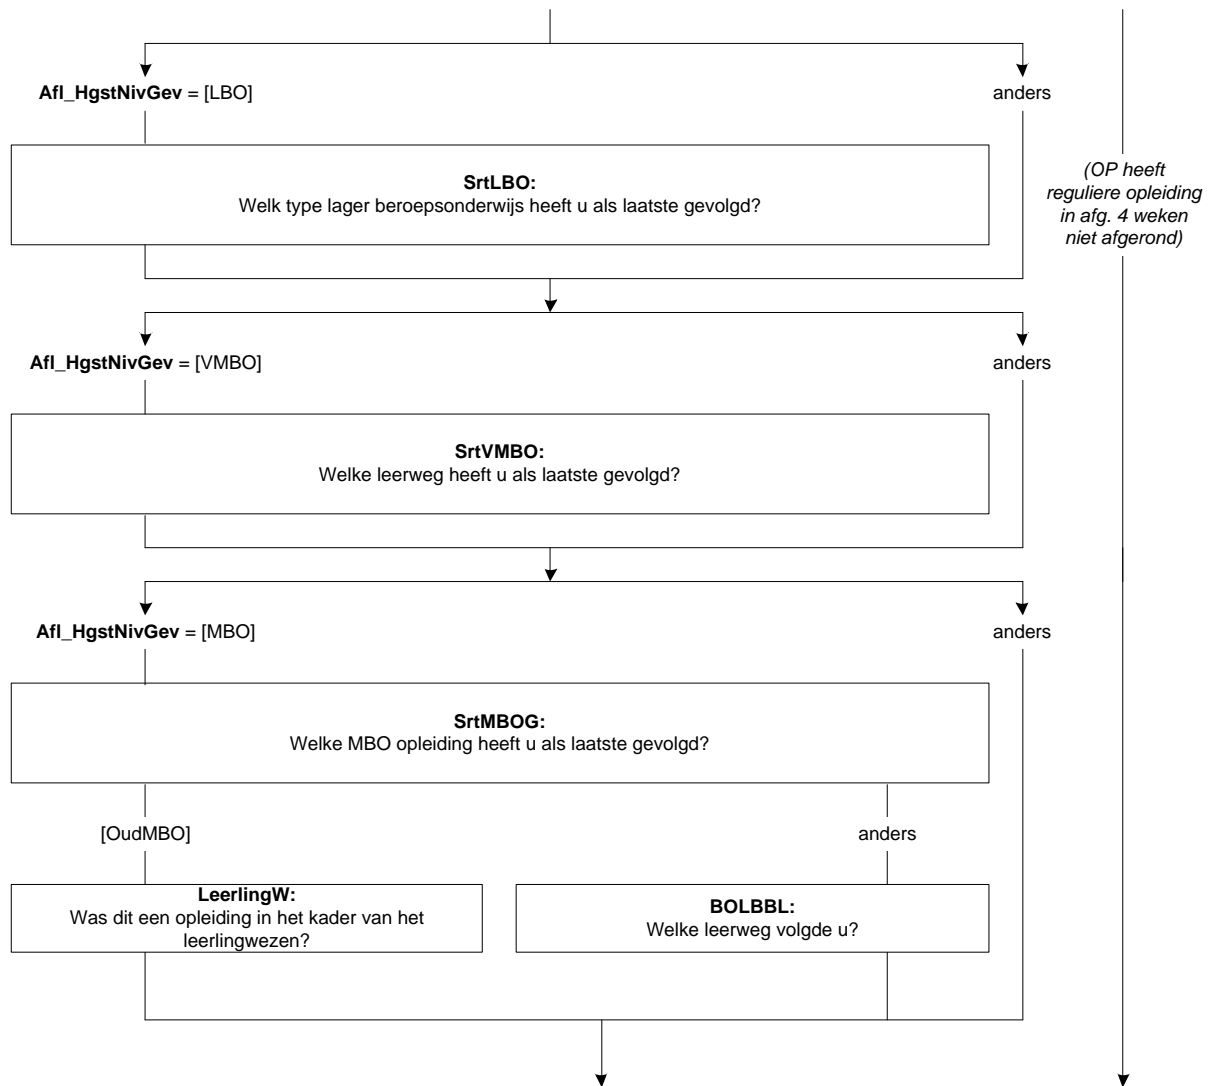 Afl_HgstNivGev = [LBO]
anders
SrtLBO:
Welk type lager beroepsonderwijs heeft u als laatste gevolgd?
(OP heeft
reguliere opleiding
in afg. 4 weken
niet afgerond)
Afl_HgstNivGev = [VMBO]
anders
SrtVMBO:
Welke leerweg heeft u als laatste gevolgd?
Afl_HgstNivGev = [MBO]
anders
SrtMBOG:
Welke MBO opleiding heeft u als laatste gevolgd?
[OudMBO]
anders
LeerlingW:
Was dit een opleiding in het kader van het
leerlingwezen?
BOLBBL:
Welke leerweg volgde u?